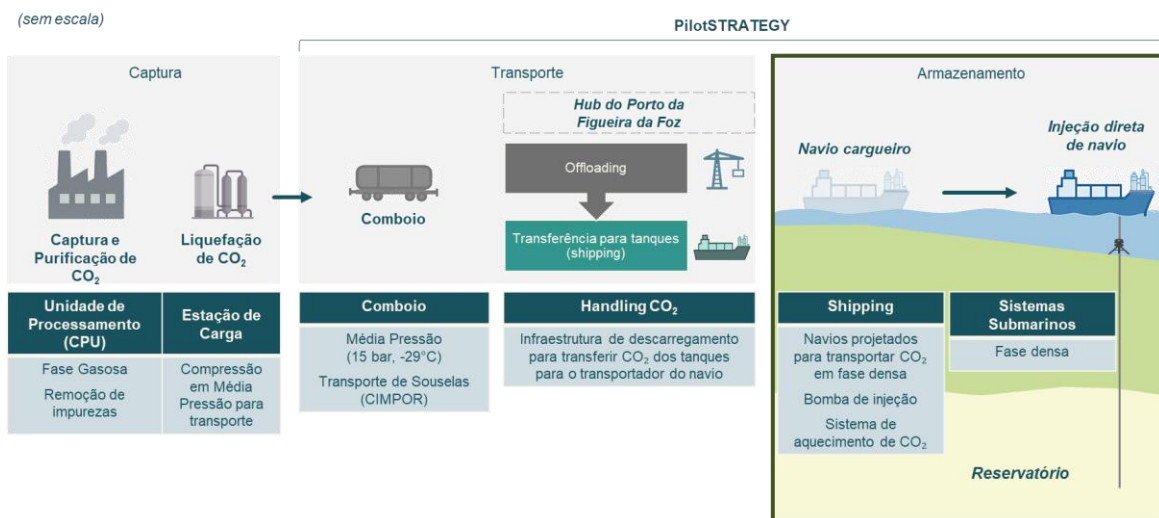 (sem escala)
PilotSTRATEGY
Captura
Captura e
Purificação de
CO₂
Liquefação
de CO₂
Unidade de
Processamento
(CPU)
Fase Gasosa
Remoção de
impurezas
Estação de
Carga
Compressão
em Média
Pressão para
transporte
Transporte
Hub do Porto da
Figueira da Foz
Comboio
Offloading
Transferência para tanques
(shipping)
Comboio
Média Pressão
(15 bar, -29°C)
Transporte de Souselas
(CIMPOR)
Handling CO₂
Infraestrutura de descarregamento
para transferir CO₂ dos tanques
para o transportador do navio
Armazenamento
Navio cargueiro
Injeção direta
de navio
Shipping
Navios projetados
para transportar CO₂
em fase densa
Bomba de injeção
Sistema de
aquecimento de CO₂
Sistemas
Submarinos
Fase densa
Reservatório